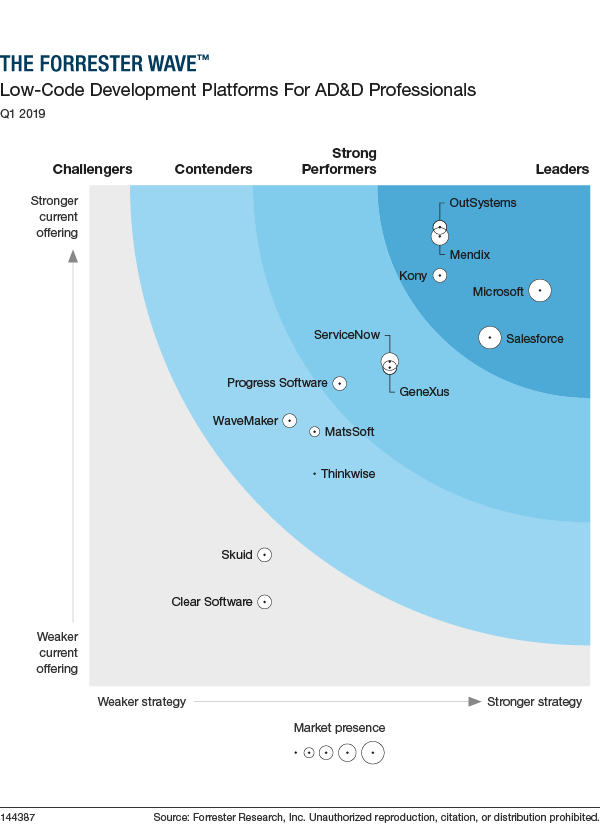 THE FORRESTER WAVE™
Low-Code Development Platforms For AD&D Professionals
Q1 2019
Challengers
Contenders
Strong
Performers
Leaders
Stronger
current
offering
OutSystems
Mendix
Kony
Microsoft
Salesforce
ServiceNow
GeneXus
Progress Software
WaveMaker
MatsSoft
Thinkwise
Skuid
Clear Software
Weaker
current
offering
Weaker strategy
Stronger strategy
Market presence
144387
Source: Forrester Research, Inc. Unauthorized reproduction, citation, or distribution prohibited.